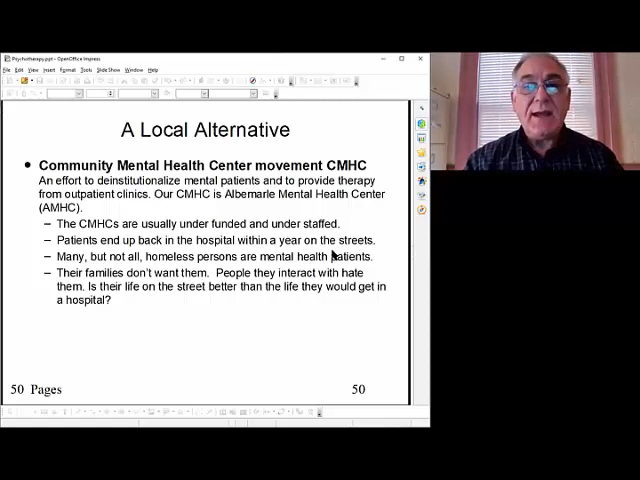 Psychotherapy.ppt - OpenOffice Impress
File Edit View Insert Format Tools Slide Show Window Help
A Local Alternative
• Community Mental Health Center movement CMHC
An effort to deinstitutionalize mental patients and to provide therapy
from outpatient clinics. Our CMHC is Albemarle Mental Health Center
(AMHC).
– The CMHCs are usually under funded and under staffed.
– Patients end up back in the hospital within a year on the streets.
– Many, but not all, homeless persons are mental health patients.
– Their families don't want them. People they interact with hate
them. Is their life on the street better than the life they would get in
a hospital?
50 Pages 50